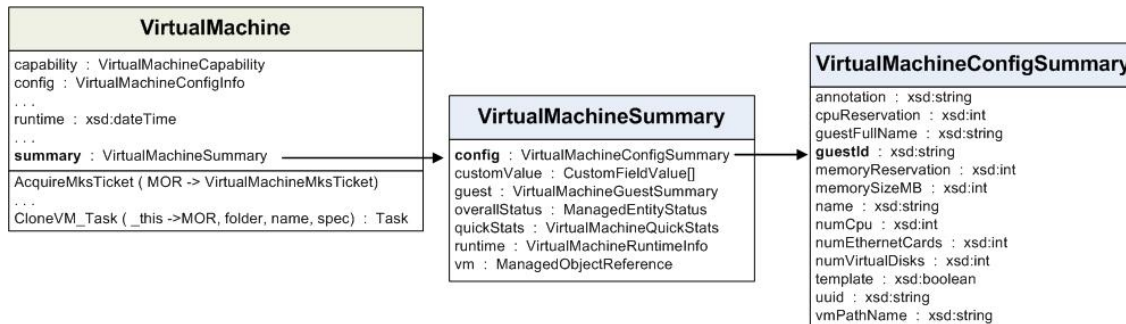 VirtualMachine
capability : VirtualMachineCapability
config : VirtualMachineConfigInfo
. . .
runtime : xsd:dateTime
. . .
summary : VirtualMachineSummary
AcquireMksTicket ( MOR -> VirtualMachineMksTicket)
. . .
CloneVM_Task ( _this ->MOR, folder, name, spec) : Task
VirtualMachineSummary
config : VirtualMachineConfigSummary
customValue : CustomFieldValue[]
guest : VirtualMachineGuestSummary
overallStatus : ManagedEntityStatus
quickStats : VirtualMachineQuickStats
runtime : VirtualMachineRuntimeInfo
vm : ManagedObjectReference
VirtualMachineConfigSummary
annotation : xsd:string
cpuReservation : xsd:int
guestFullName : xsd:string
guestId : xsd:string
memoryReservation : xsd:int
memorySizeMB : xsd:int
name : xsd:string
numCpu : xsd:int
numEthernetCards : xsd:int
numVirtualDisks : xsd:int
template : xsd:boolean
uuid : xsd:string
vmPathName : xsd:string